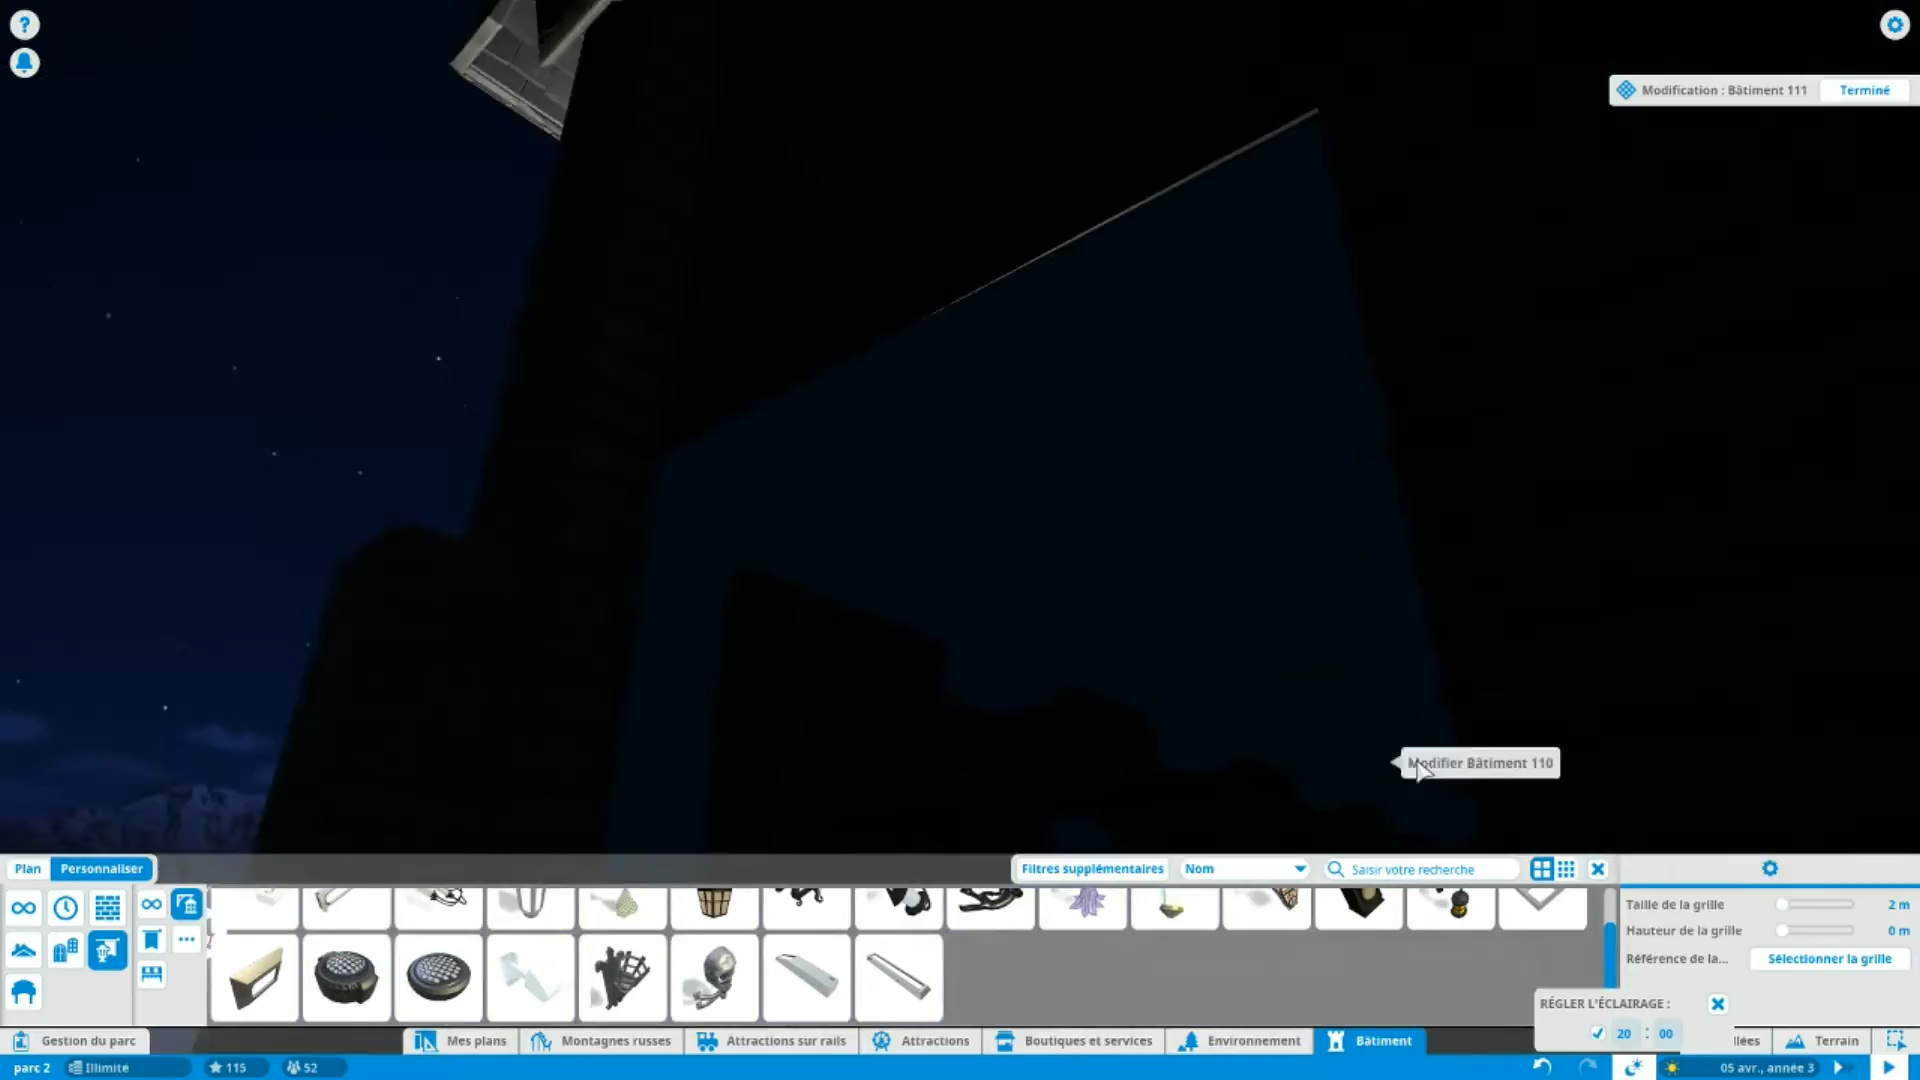 ?
Modification : Bâtiment 111 Terminé
Modifier Bâtiment 110
Plan Personnaliser
Filtres supplémentaires Nom Saisir votre recherche
Taille de la grille 2 m
Hauteur de la grille 0 m
Référence de la... Sélectionner la grille
RÉGLER L'ÉCLAIRAGE :
20 : 00
Gestion du parc Mes plans Montagnes russes Attractions sur rails Attractions Boutiques et services Environnement Bâtiment llées Terrain
parc 2 Illimité 115 52 05 avr., année 3